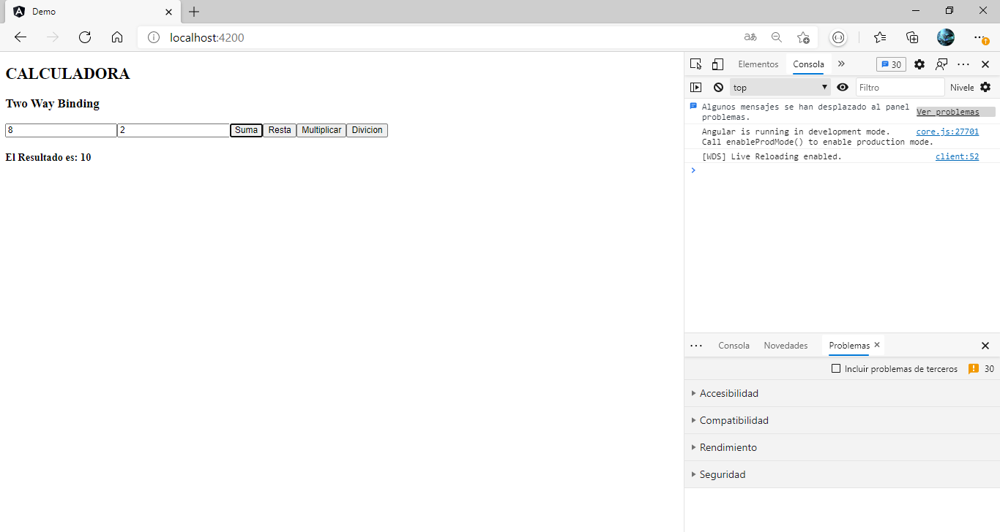 Demo
localhost:4200
aあ
CALCULADORA
Two Way Binding
8 2 Suma Resta Multiplicar Divicion
El Resultado es: 10
Elementos Consola 30
top Filtro Nivele
Algunos mensajes se han desplazado al panel problemas. Ver problemas
Angular is running in development mode. core.js:27701
Call enableProdMode() to enable production mode.
[WDS] Live Reloading enabled. client:52
Consola Novedades Problemas
Incluir problemas de terceros 30
Accesibilidad
Compatibilidad
Rendimiento
Seguridad